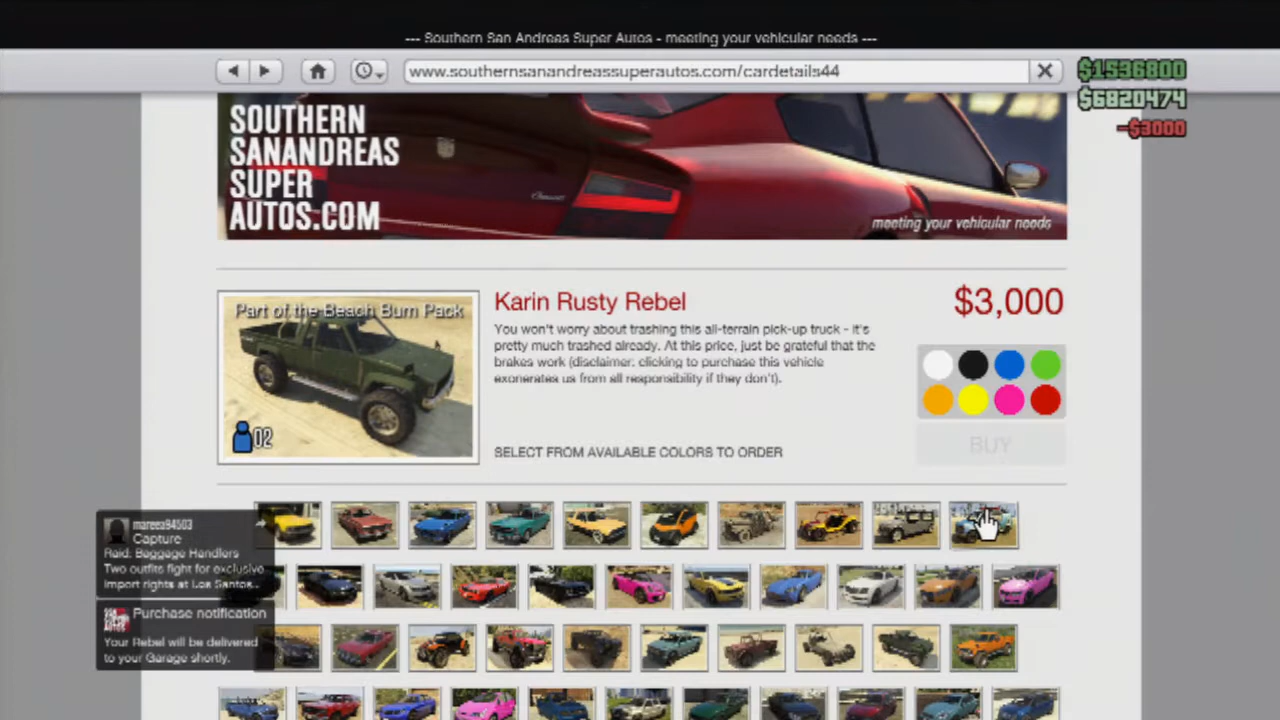 --- Southern San Andreas Super Autos - meeting your vehicular needs ---
www.southernsanandreassuperautos.com/cardetails44
$1536800
$6820474
-$3000
SOUTHERN
SANANDREAS
SUPER
AUTOS.COM
meeting your vehicular needs
Part of the Beach Bum Pack
02
Karin Rusty Rebel
$3,000
You won't worry about trashing this all-terrain pick-up truck - it's
pretty much trashed already. At this price, just be grateful that the
brakes work (disclaimer: clicking to purchase this vehicle
exonerates us from all responsibility if they don't).
SELECT FROM AVAILABLE COLORS TO ORDER
BUY
mareea94503
Capture
Raid: Baggage Handlers
Two outfits fight for exclusive
import rights at Los Santos...
Purchase notification
Your Rebel will be delivered
to your Garage shortly.